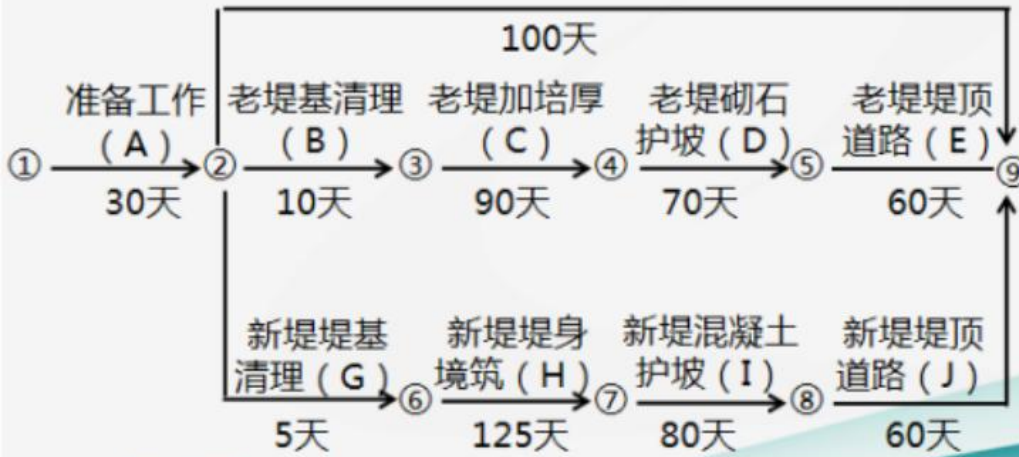 100天
准备工作
(A)
老堤基清理
(B)
老堤加培厚
(C)
老堤砌石
护坡(D)
老堤堤顶
道路(E)
① ② ③ ④ ⑤ ⑨
30天 10天 90天 70天 60天
新堤堤基
清理(G)
新堤堤身
境筑(H)
新堤混凝土
护坡(I)
新堤堤顶
道路(J)
⑥ ⑦ ⑧
5天 125天 80天 60天